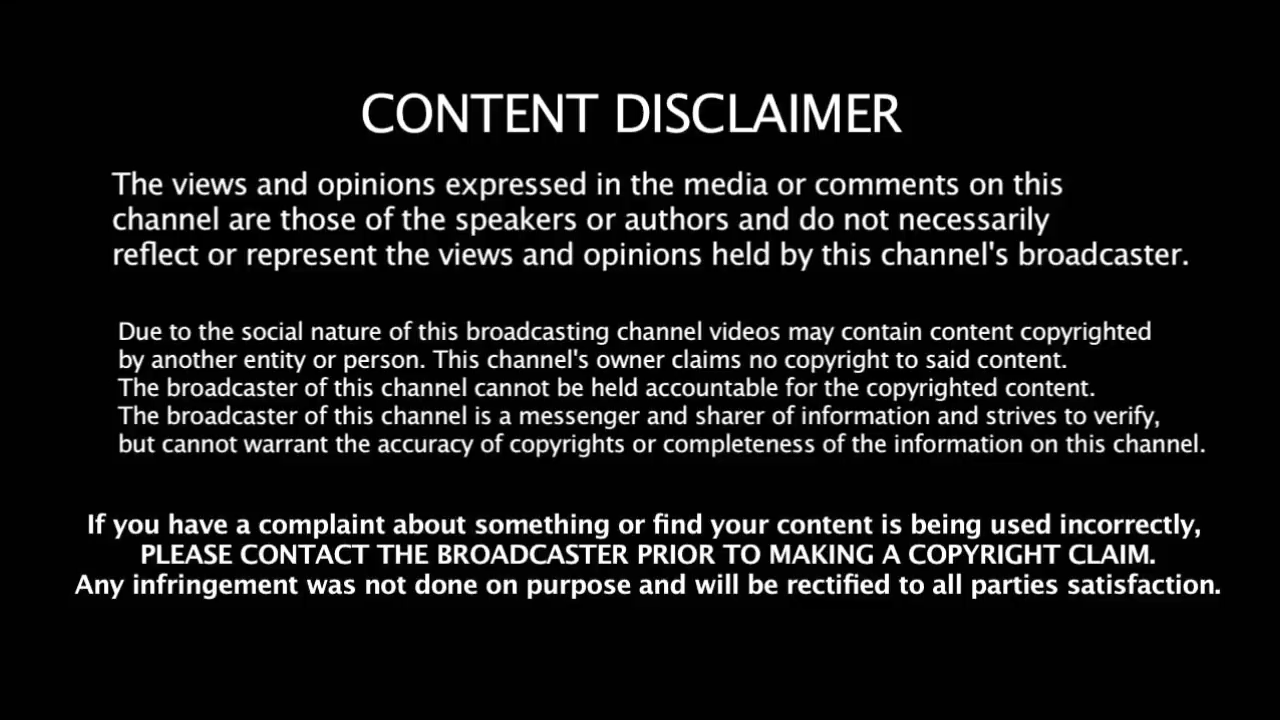 CONTENT DISCLAIMER
The views and opinions expressed in the media or comments on this
channel are those of the speakers or authors and do not necessarily
reflect or represent the views and opinions held by this channel's broadcaster.
Due to the social nature of this broadcasting channel videos may contain content copyrighted
by another entity or person. This channel's owner claims no copyright to said content.
The broadcaster of this channel cannot be held accountable for the copyrighted content.
The broadcaster of this channel is a messenger and sharer of information and strives to verify,
but cannot warrant the accuracy of copyrights or completeness of the information on this channel.
If you have a complaint about something or find your content is being used incorrectly,
PLEASE CONTACT THE BROADCASTER PRIOR TO MAKING A COPYRIGHT CLAIM.
Any infringement was not done on purpose and will be rectified to all parties satisfaction.